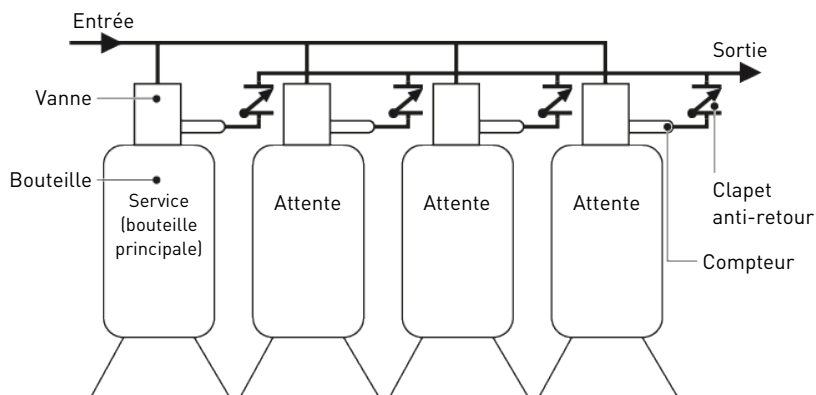 Entrée
Sortie
Vanne
Bouteille
Service
(bouteille
principale)
Attente
Attente
Attente
Clapet
anti-retour
Compteur